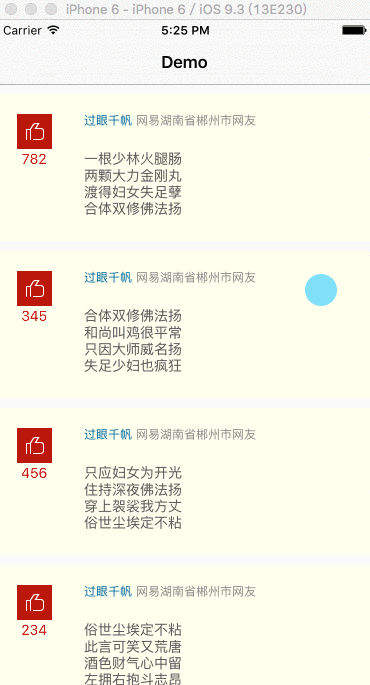 iPhone 6 - iPhone 6 / iOS 9.3 (13E230)
Carrier 5:25 PM
Demo
过眼千帆 网易湖南省郴州市网友
782
一根少林火腿肠
两颗大力金刚丸
渡得妇女失足孽
合体双修佛法扬
过眼千帆 网易湖南省郴州市网友
345
合体双修佛法扬
和尚叫鸡很平常
只因大师威名扬
失足少妇也疯狂
过眼千帆 网易湖南省郴州市网友
456
只应妇女为开光
住持深夜佛法扬
穿上袈裟我方丈
俗世尘埃定不粘
过眼千帆 网易湖南省郴州市网友
234
俗世尘埃定不粘
此言可笑又荒唐
酒色财气心中留
左拥右抱斗志昂